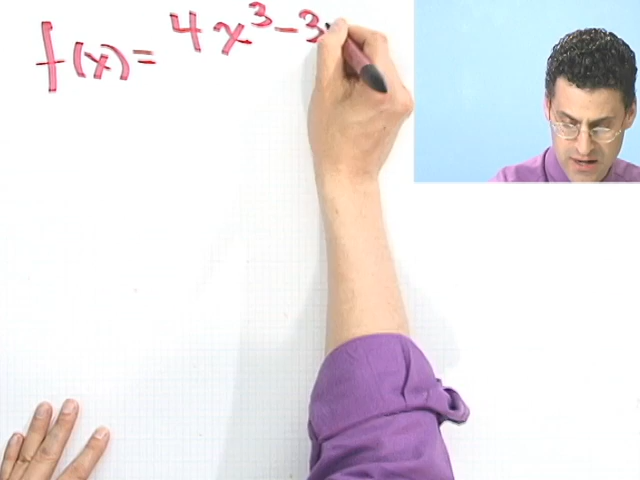 f(x) = 4x³-3